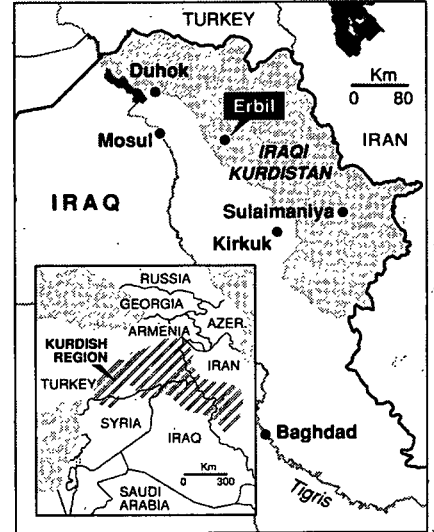 TURKEY
Duhok
Km
0 80
Erbil
Mosul
IRAN
IRAQI
KURDISTAN
IRAQ
Sulaimaniya
Kirkuk
RUSSIA
GEORGIA
ARMENIA
AZER.
KURDISH
REGION
IRAN
TURKEY
SYRIA
IRAQ
Km
0 300
SAUDI
ARABIA
Baghdad
Tigris